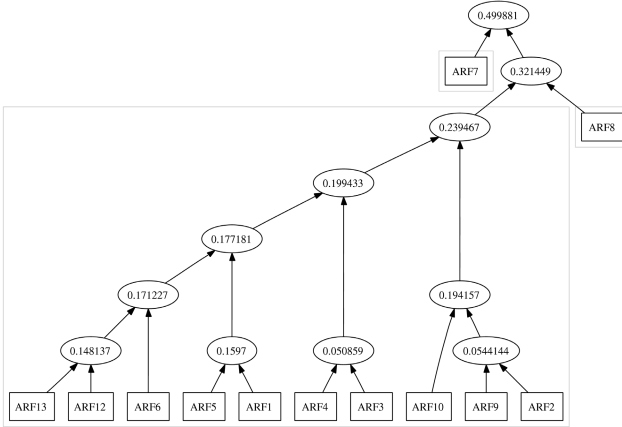 0.499881
ARF7
0.321449
0.239467
ARF8
0.199433
0.177181
0.171227
0.194157
0.148137
0.1597
0.050859
0.0544144
ARF13
ARF12
ARF6
ARF5
ARF1
ARF4
ARF3
ARF10
ARF9
ARF2